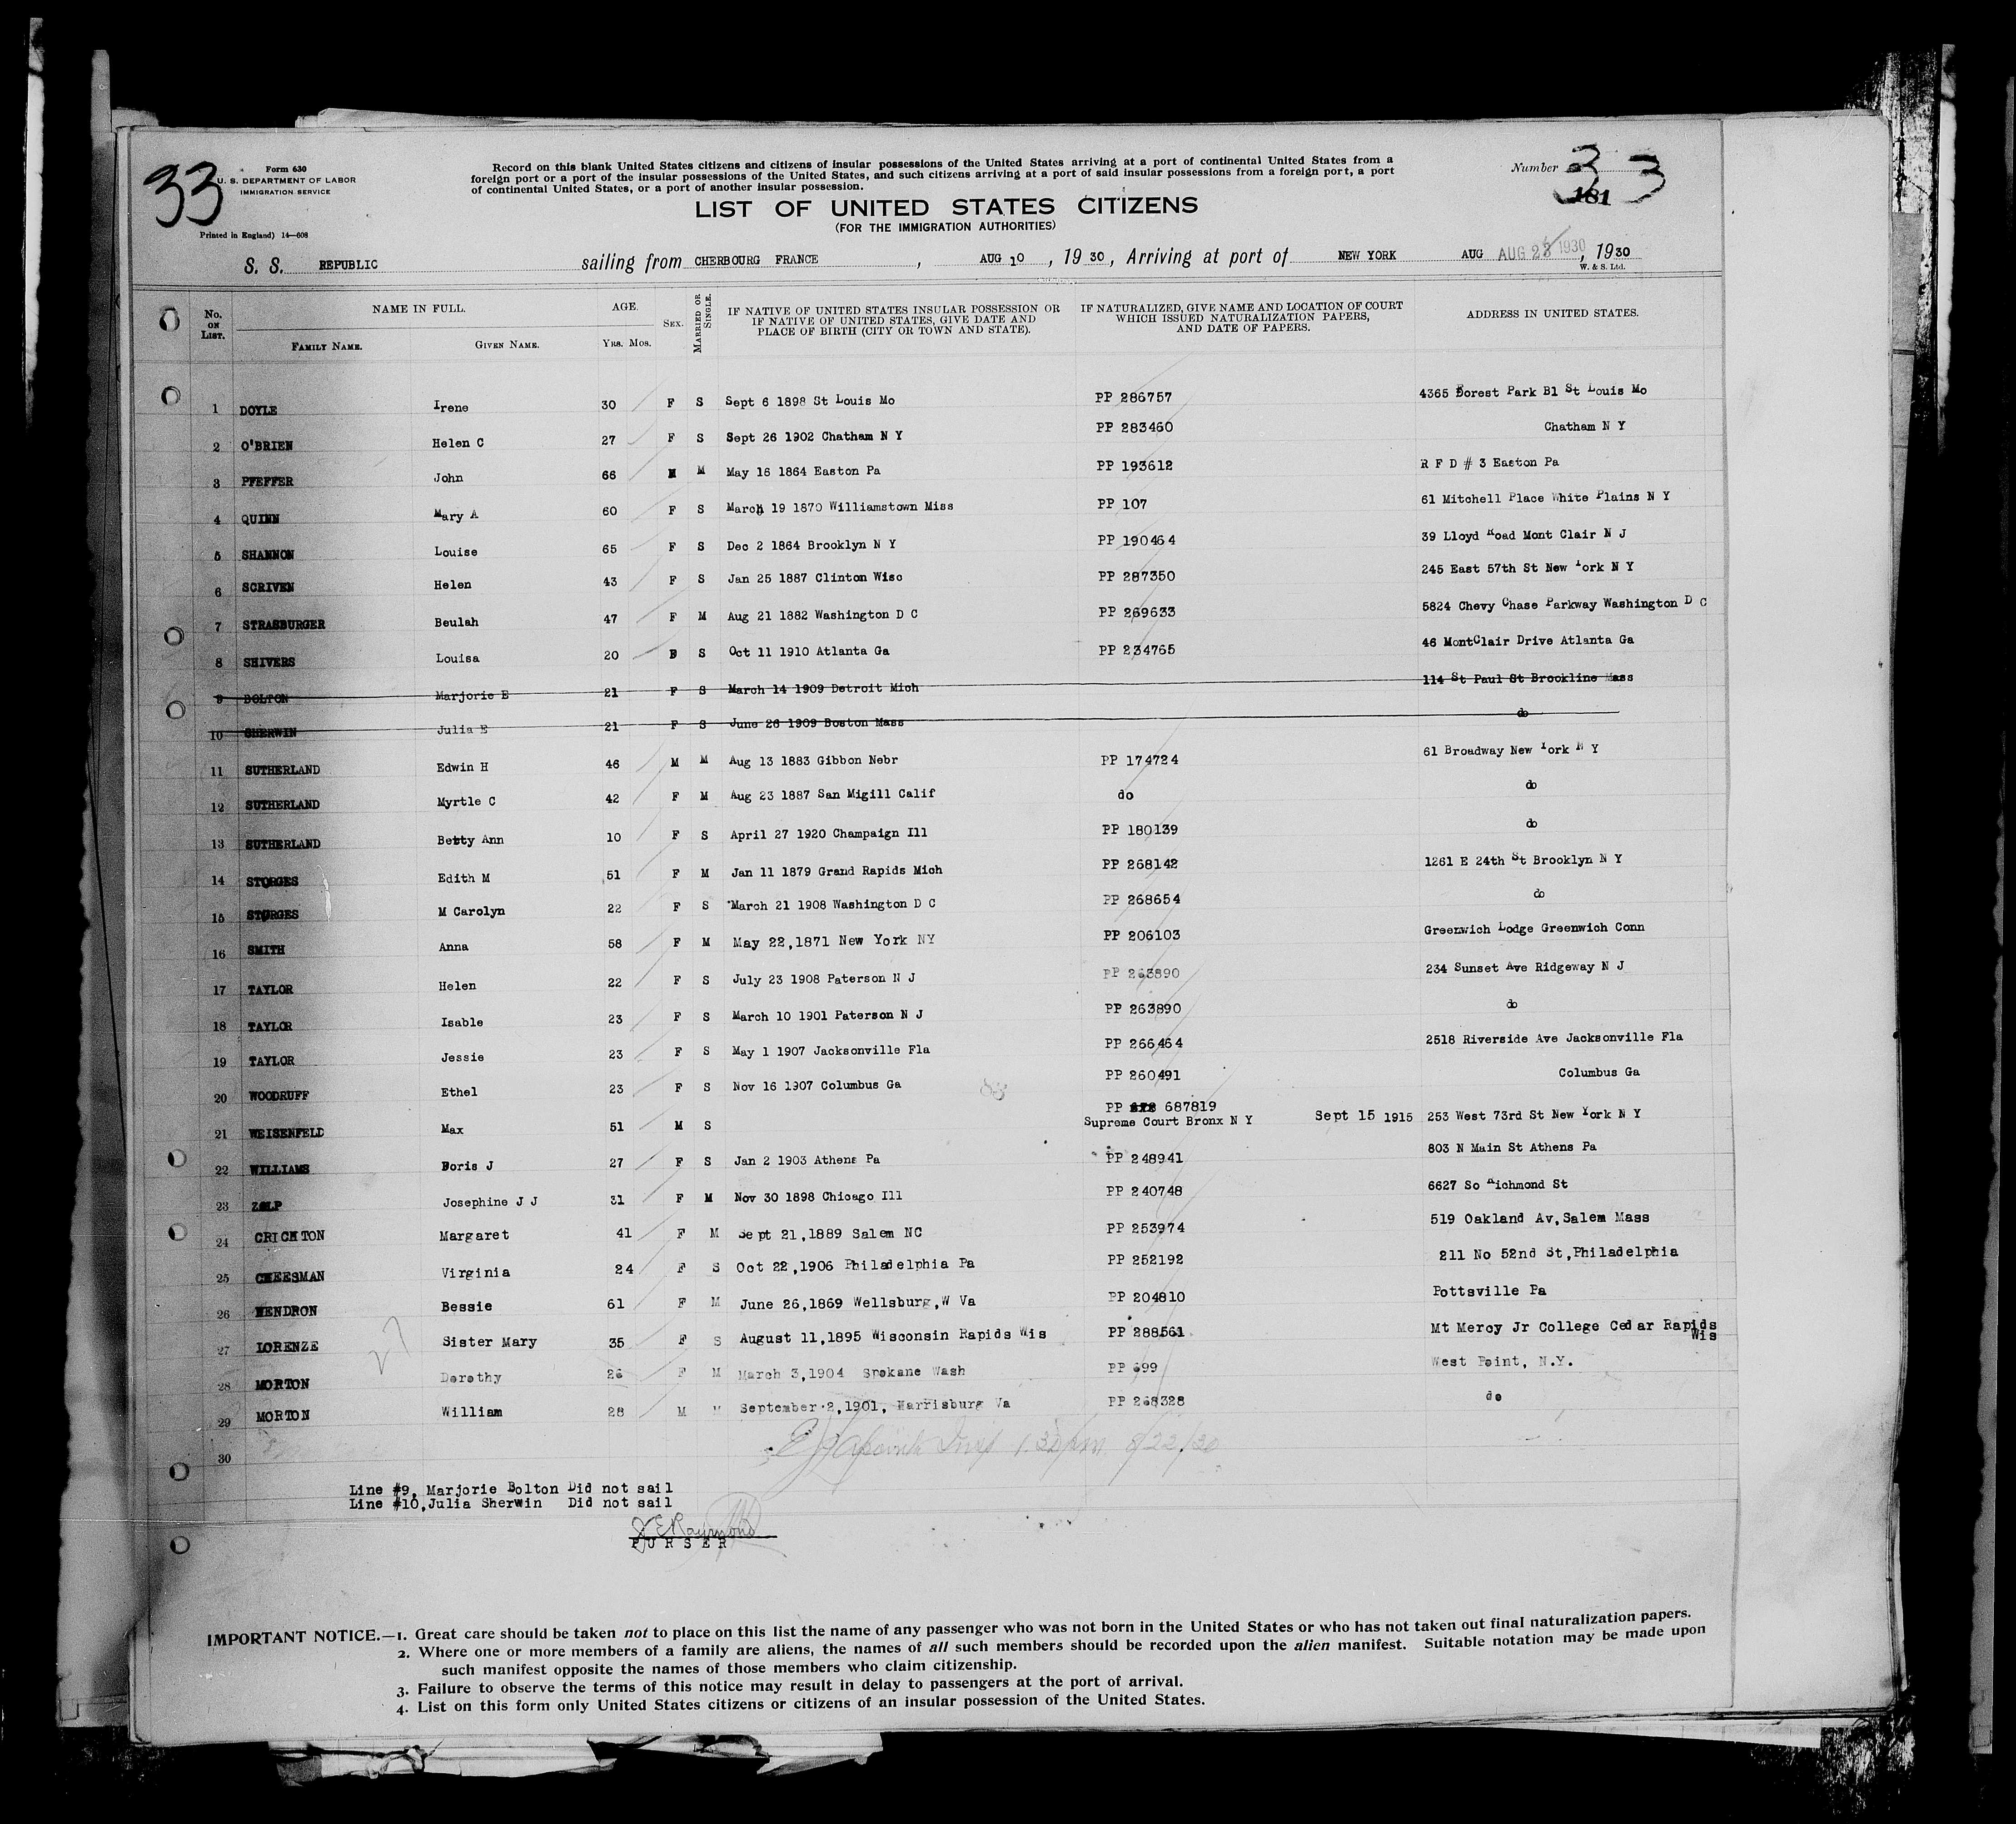 33
Form 630
U. S. DEPARTMENT OF LABOR
IMMIGRATION SERVICE
Printed in England) 14—608
Record on this blank United States citizens and citizens of insular possessions of the United States arriving at a port of continental United States from a
foreign port or a port of the insular possessions of the United States, and such citizens arriving at a port of said insular possessions from a foreign port, a port
of continental United States, or a port of another insular possession.
Number 3 3
181
LIST OF UNITED STATES CITIZENS
(FOR THE IMMIGRATION AUTHORITIES)
S. S. REPUBLIC sailing from CHERBOURG FRANCE, AUG 10, 1930, Arriving at port of NEW YORK AUG AUG 23 1930, 1930
W. & S. Ltd.
No. ON LIST. NAME IN FULL. AGE. SEX. MARRIED OR SINGLE. IF NATIVE OF UNITED STATES INSULAR POSSESSION OR IF NATIVE OF UNITED STATES, GIVE DATE AND PLACE OF BIRTH (CITY OR TOWN AND STATE). IF NATURALIZED, GIVE NAME AND LOCATION OF COURT WHICH ISSUED NATURALIZATION PAPERS, AND DATE OF PAPERS. ADDRESS IN UNITED STATES.
FAMILY NAME. GIVEN NAME. YRS. MOS.
1 DOYLE Irene 30 F S Sept 6 1898 St Louis Mo PP 286757 4365 Forest Park Bl St Louis Mo
2 O'BRIEN Helen C 27 F S Sept 26 1902 Chatham N Y PP 283460 Chatham N Y
3 PFEFFER John 66 M M May 16 1864 Easton Pa PP 193612 R F D # 3 Easton Pa
4 QUINN Mary A 60 F S March 19 1870 Williamstown Miss PP 107 61 Mitchell Place White Plains N Y
5 SHANNON Louise 65 F S Dec 2 1864 Brooklyn N Y PP 190464 39 Lloyd Road Mont Clair N J
6 SCRIVEN Helen 43 F S Jan 25 1887 Clinton Wisc PP 287350 245 East 57th St New York N Y
7 STRASBURGER Beulah 47 F M Aug 21 1882 Washington D C PP 269633 5824 Chevy Chase Parkway Washington D C
8 SHIVERS Louisa 20 F S Oct 11 1910 Atlanta Ga PP 234765 46 MontClair Drive Atlanta Ga
9 BOLTON Marjorie E 21 F S March 14 1909 Detroit Mich 114 St Paul St Brookline Mass
10 SHERWIN Julia E 21 F S June 26 1909 Boston Mass do
11 SUTHERLAND Edwin H 46 M M Aug 13 1883 Gibbon Nebr PP 174724 61 Broadway New York N Y
12 SUTHERLAND Myrtle C 42 F M Aug 23 1887 San Migill Calif do do
13 SUTHERLAND Betty Ann 10 F S April 27 1920 Champaign Ill PP 180139 do
14 STORGES Edith M 51 F M Jan 11 1879 Grand Rapids Mich PP 268142 1261 E 24th St Brooklyn N Y
15 STURGES M Carolyn 22 F S March 21 1908 Washington D C PP 268654 do
16 SMITH Anna 58 F M May 22,1871 New York NY PP 206103 Greenwich Lodge Greenwich Conn
17 TAYLOR Helen 22 F S July 23 1908 Paterson N J PP 263890 234 Sunset Ave Ridgeway N J
18 TAYLOR Isable 23 F S March 10 1901 Paterson N J PP 263890 do
19 TAYLOR Jessie 23 F S May 1 1907 Jacksonville Fla PP 266464 2518 Riverside Ave Jacksonville Fla
20 WOODRUFF Ethel 23 F S Nov 16 1907 Columbus Ga PP 260491 Columbus Ga
21 WEISENFELD Max 51 M S PP 687819 Supreme Court Bronx N Y Sept 15 1915 253 West 73rd St New York N Y
22 WILLIAMS Doris J 27 F S Jan 2 1903 Athens Pa PP 248941 803 N Main St Athens Pa
23 ZOLP Josephine J J 31 F M Nov 30 1898 Chicago Ill PP 240748 6627 So Richmond St
24 CRICHTON Margaret 41 F M Sept 21,1889 Salem NC PP 253974 519 Oakland Av,Salem Mass
25 CHEESMAN Virginia 24 F S Oct 22,1906 Philadelphia Pa PP 252192 211 No 52nd St,Philadelphia
26 HENDRON Bessie 61 F M June 26,1869 Wellsburg,W Va PP 204810 Pottsville Pa
27 LORENZE Sister Mary 35 F S August 11,1895 Wisconsin Rapids Wis PP 288561 Mt Mercy Jr College Cedar Rapids Wis
28 MORTON Dorothy 26 F M March 3,1904 Spokane Wash PP 699 West Point, N.Y.
29 MORTON William 28 M M September 2,1901, Harrisburg Va PP 268328 do
30
27
1.30 pm 8/22/30
Line #9, Marjorie Bolton Did not sail
Line #10,Julia Sherwin Did not sail
J E Raymond
PURSER
IMPORTANT NOTICE.—1. Great care should be taken not to place on this list the name of any passenger who was not born in the United States or who has not taken out final naturalization papers.
2. Where one or more members of a family are aliens, the names of all such members should be recorded upon the alien manifest. Suitable notation may be made upon
such manifest opposite the names of those members who claim citizenship.
3. Failure to observe the terms of this notice may result in delay to passengers at the port of arrival.
4. List on this form only United States citizens or citizens of an insular possession of the United States.